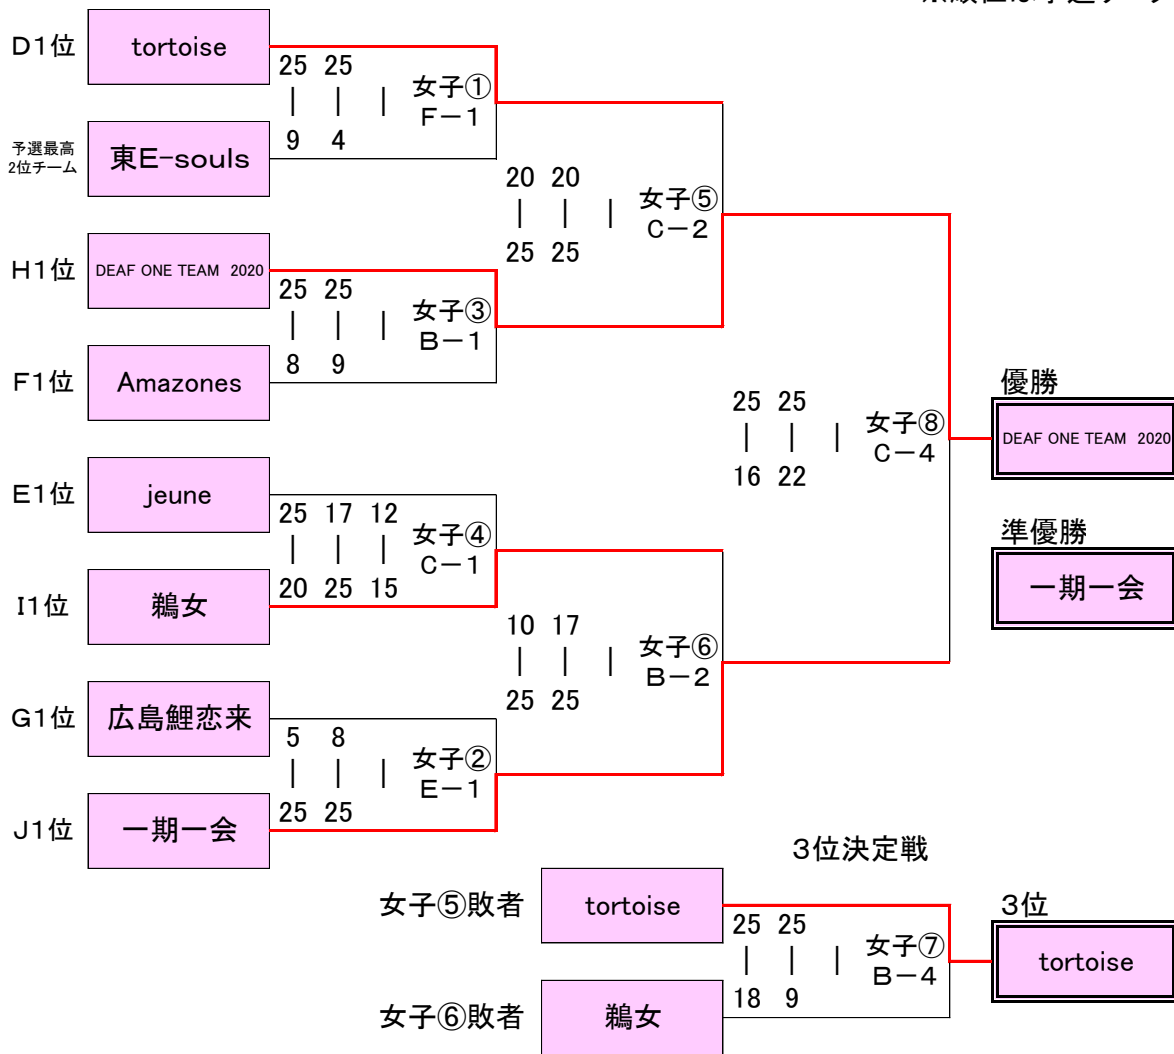 D1位
tortoise
25 25
| | |
9 4
女子①
F-1
予選最高
2位チーム
東E-souls
20 20
| | |
25 25
女子⑤
C-2
H1位
DEAF ONE TEAM 2020
25 25
| | |
8 9
女子③
B-1
F1位
Amazones
25 25
| | |
16 22
女子⑧
C-4
優勝
DEAF ONE TEAM 2020
E1位
jeune
25 17 12
| | |
20 25 15
女子④
C-1
準優勝
一期一会
I1位
鵜女
10 17
| | |
25 25
女子⑥
B-2
G1位
広島鯉恋来
5 8
| | |
25 25
女子②
E-1
J1位
一期一会
3位決定戦
女子⑤敗者
tortoise
25 25
| | |
18 9
女子⑦
B-4
3位
tortoise
女子⑥敗者
鵜女